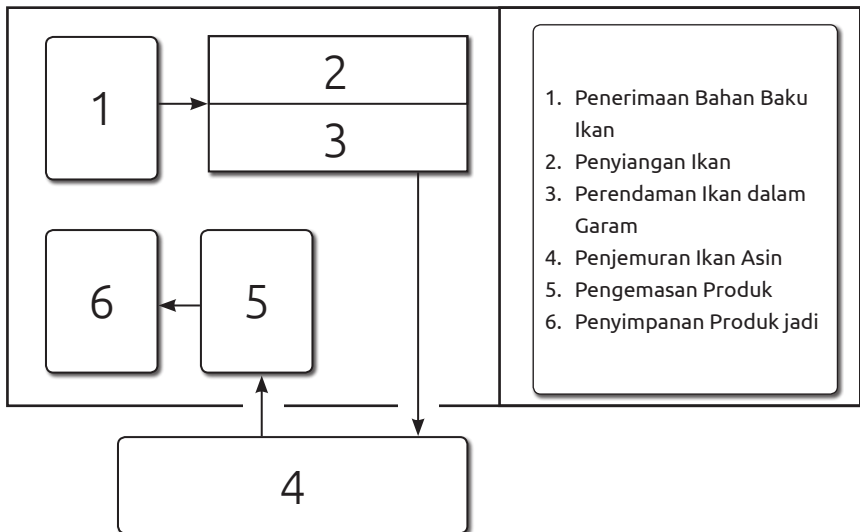 1
2
3
6
5
4
1. Penerimaan Bahan Baku
Ikan
2. Penyiangan Ikan
3. Perendaman Ikan dalam
Garam
4. Penjemuran Ikan Asin
5. Pengemasan Produk
6. Penyimpanan Produk jadi